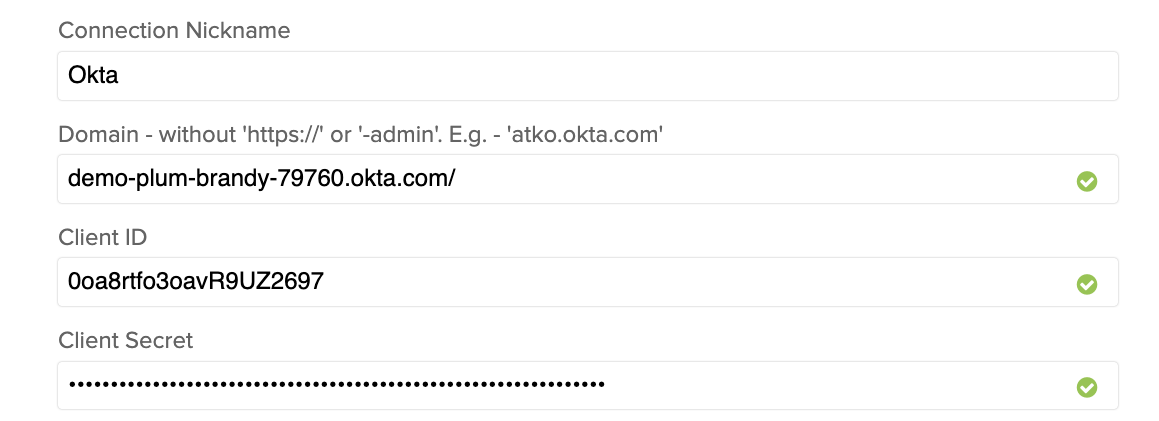 Connection Nickname
Okta
Domain - without 'https://' or '-admin'. E.g. - 'atko.okta.com'
demo-plum-brandy-79760.okta.com/
Client ID
0oa8rtfo3oavR9UZ2697
Client Secret
••••••••••••••••••••••••••••••••••••••••••••••••••••••••••••••••